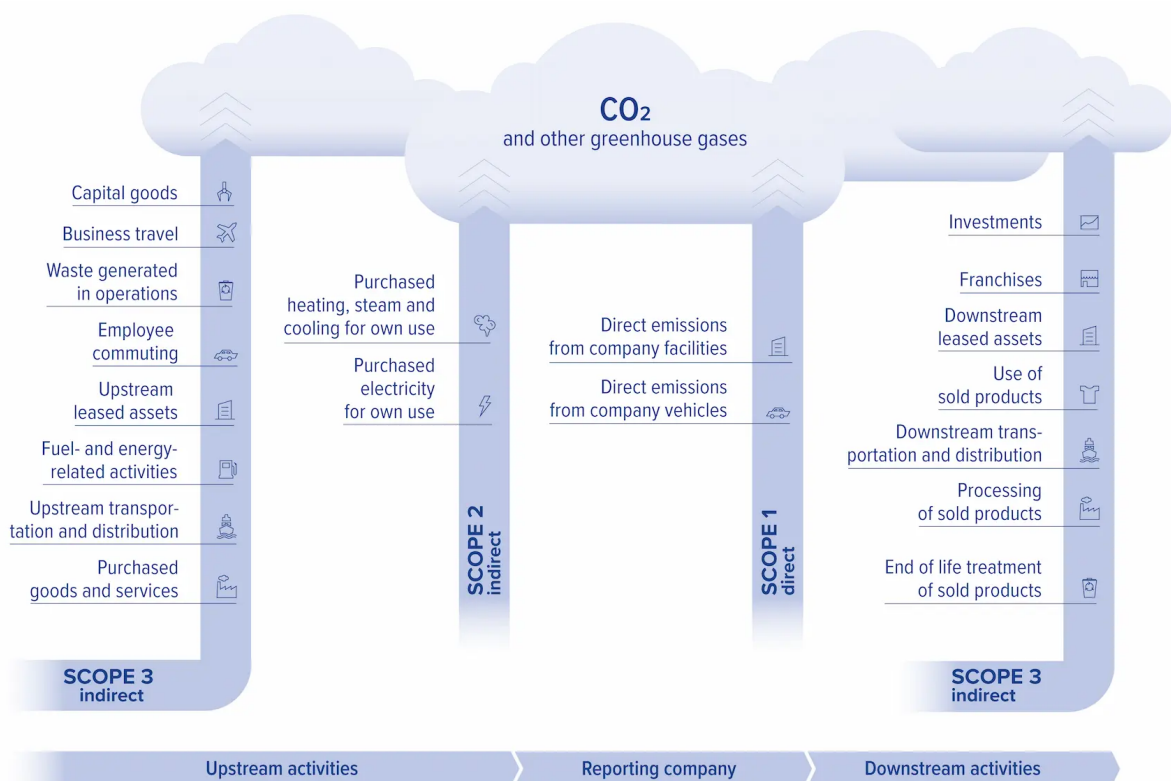 CO₂
and other greenhouse gases
Capital goods
Business travel
Waste generated
in operations
Employee
commuting
Upstream
leased assets
Fuel- and energy-
related activities
Upstream transpor-
tation and distribution
Purchased
goods and services
SCOPE 3
indirect
Purchased
heating, steam and
cooling for own use
Purchased
electricity
for own use
SCOPE 2
indirect
Direct emissions
from company facilities
Direct emissions
from company vehicles
SCOPE 1
direct
Investments
Franchises
Downstream
leased assets
Use of
sold products
Downstream trans-
portation and distribution
Processing
of sold products
End of life treatment
of sold products
SCOPE 3
indirect
Upstream activities
Reporting company
Downstream activities